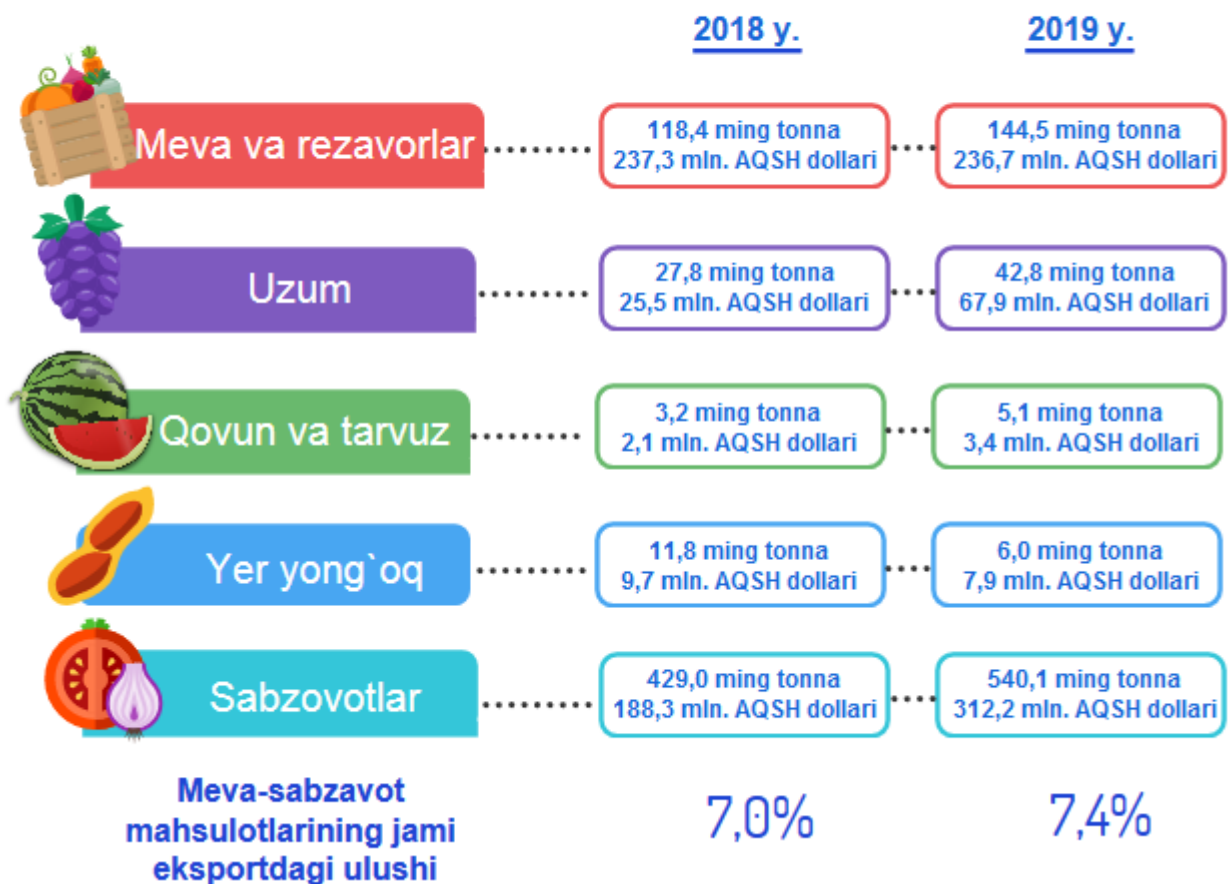 2018 y.
2019 y.
Meva va rezavorlar
118,4 ming tonna
237,3 mln. AQSH dollari
144,5 ming tonna
236,7 mln. AQSH dollari
Uzum
27,8 ming tonna
25,5 mln. AQSH dollari
42,8 ming tonna
67,9 mln. AQSH dollari
Qovun va tarvuz
3,2 ming tonna
2,1 mln. AQSH dollari
5,1 ming tonna
3,4 mln. AQSH dollari
Yer yong`oq
11,8 ming tonna
9,7 mln. AQSH dollari
6,0 ming tonna
7,9 mln. AQSH dollari
Sabzovotlar
429,0 ming tonna
188,3 mln. AQSH dollari
540,1 ming tonna
312,2 mln. AQSH dollari
Meva-sabzavot
mahsulotlarining jami
eksportdagi ulushi
7,0%
7,4%